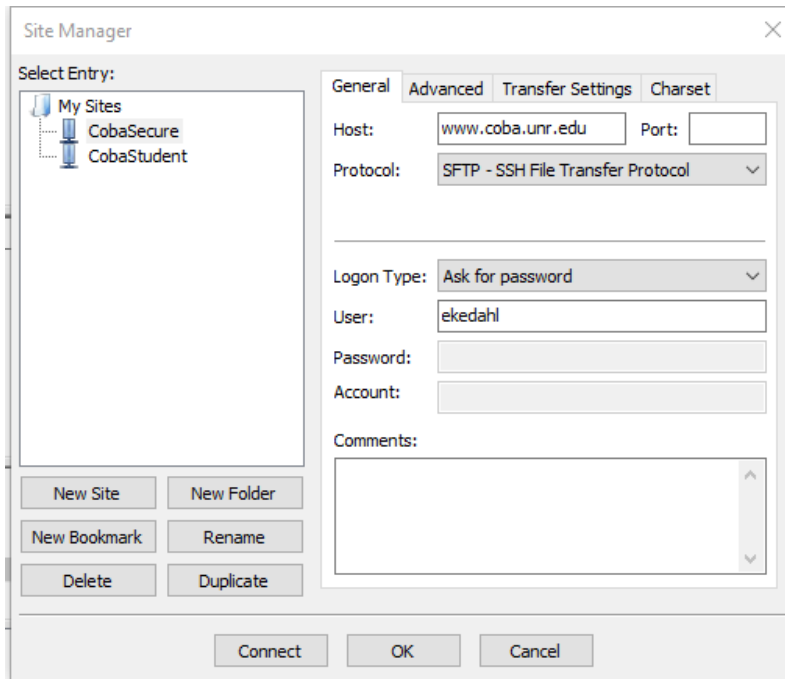 Site Manager
Select Entry:
My Sites
CobaSecure
CobaStudent
New Site
New Folder
New Bookmark
Rename
Delete
Duplicate
General
Advanced
Transfer Settings
Charset
Host:
www.coba.unr.edu
Port:
Protocol:
SFTP - SSH File Transfer Protocol
Logon Type:
Ask for password
User:
ekedahl
Password:
Account:
Comments:
Connect
OK
Cancel